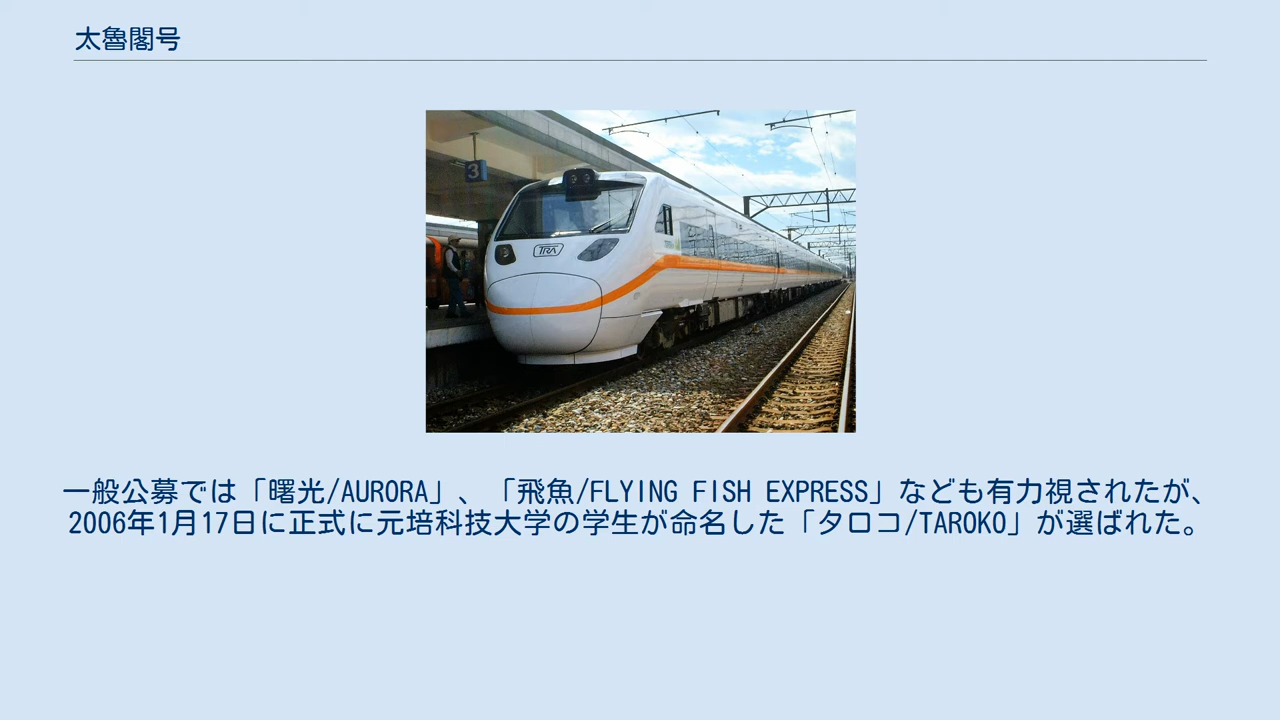 太魯閣号
3
TRA
一般公募では「曙光/AURORA」、「飛魚/FLYING FISH EXPRESS」なども有力視されたが、
2006年1月17日に正式に元培科技大学の学生が命名した「タロコ/TAROKO」が選ばれた。